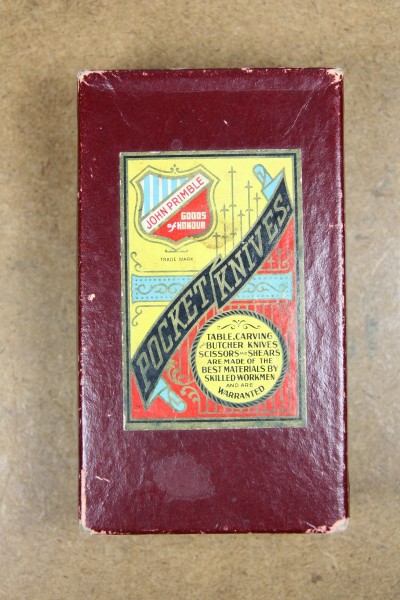 JOHN PRIMBLE
GOODS
of HONOUR
TRADE MARK
POCKET KNIVES
TABLE, CARVING
AND BUTCHER KNIVES
SCISSORS AND SHEARS
ARE MADE OF THE
BEST MATERIALS BY
SKILLED WORKMEN
AND ARE
WARRANTED